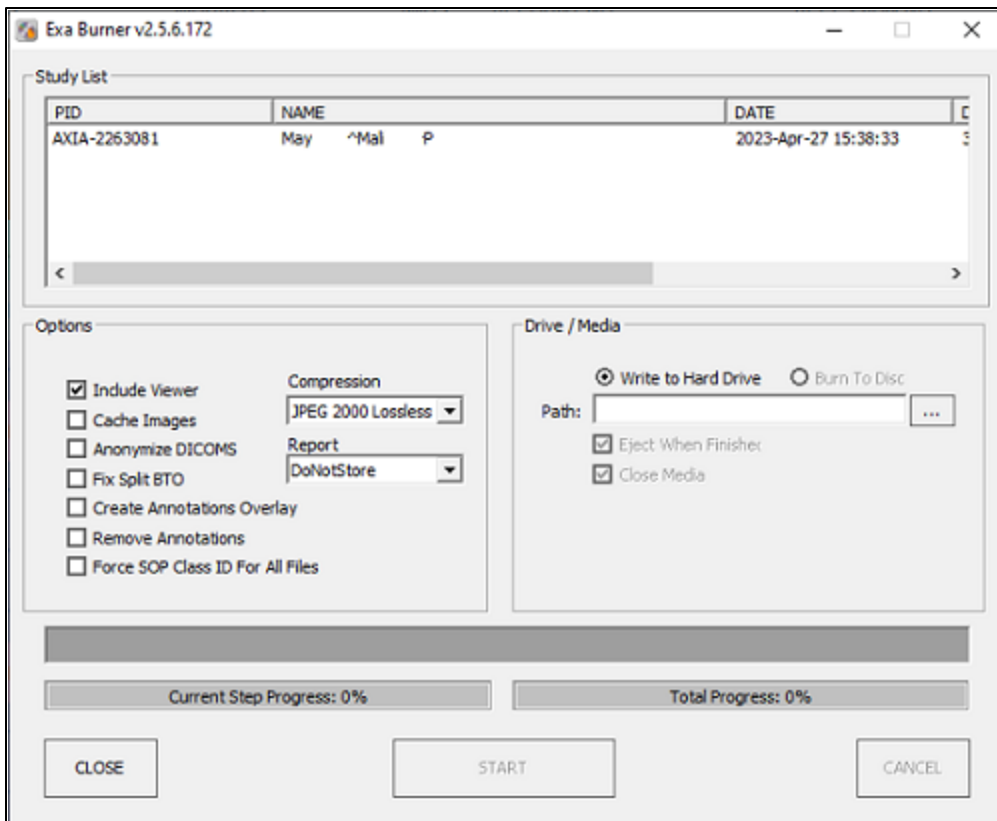 Exa Burner v2.5.6.172
Study List
PID NAME DATE
AXIA-2263081 May ^Mal P 2023-Apr-27 15:38:33
Options
Include Viewer
Cache Images
Anonymize DICOMS
Fix Split BTO
Create Annotations Overlay
Remove Annotations
Force SOP Class ID For All Files
Compression
JPEG 2000 Lossless
Report
DoNotStore
Drive / Media
Write to Hard Drive Burn To Disc
Path: ...
Eject When Finished
Close Media
Current Step Progress: 0% Total Progress: 0%
CLOSE START CANCEL